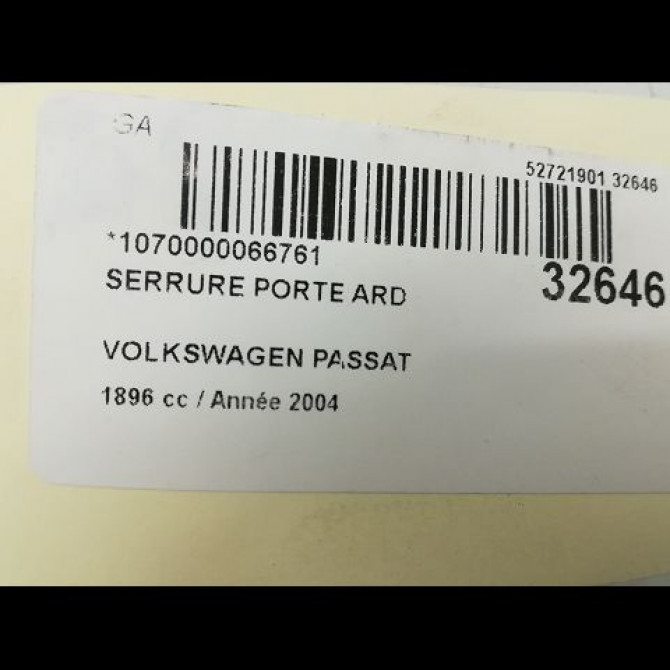 GA
52721901 32646
*1070000066761
32646
SERRURE PORTE ARD
VOLKSWAGEN PASSAT
1896 cc / Année 2004